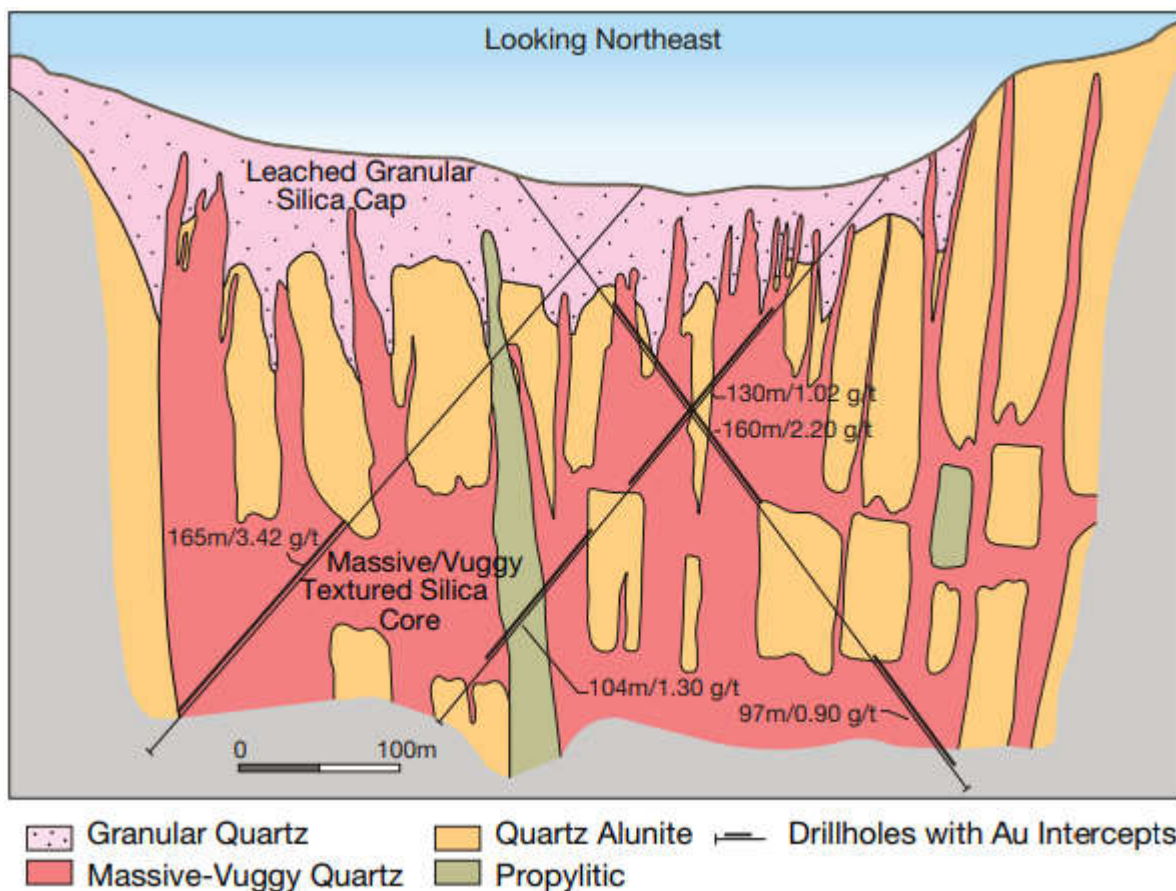 Looking Northeast
Leached Granular
Silica Cap
130m/1.02 g/t
160m/2.20 g/t
165m/3.42 g/t
Massive/Vuggy
Textured Silica
Core
104m/1.30 g/t
97m/0.90 g/t
0 100m
Granular Quartz
Quartz Alunite
Drillholes with Au Intercepts
Massive-Vuggy Quartz
Propylitic